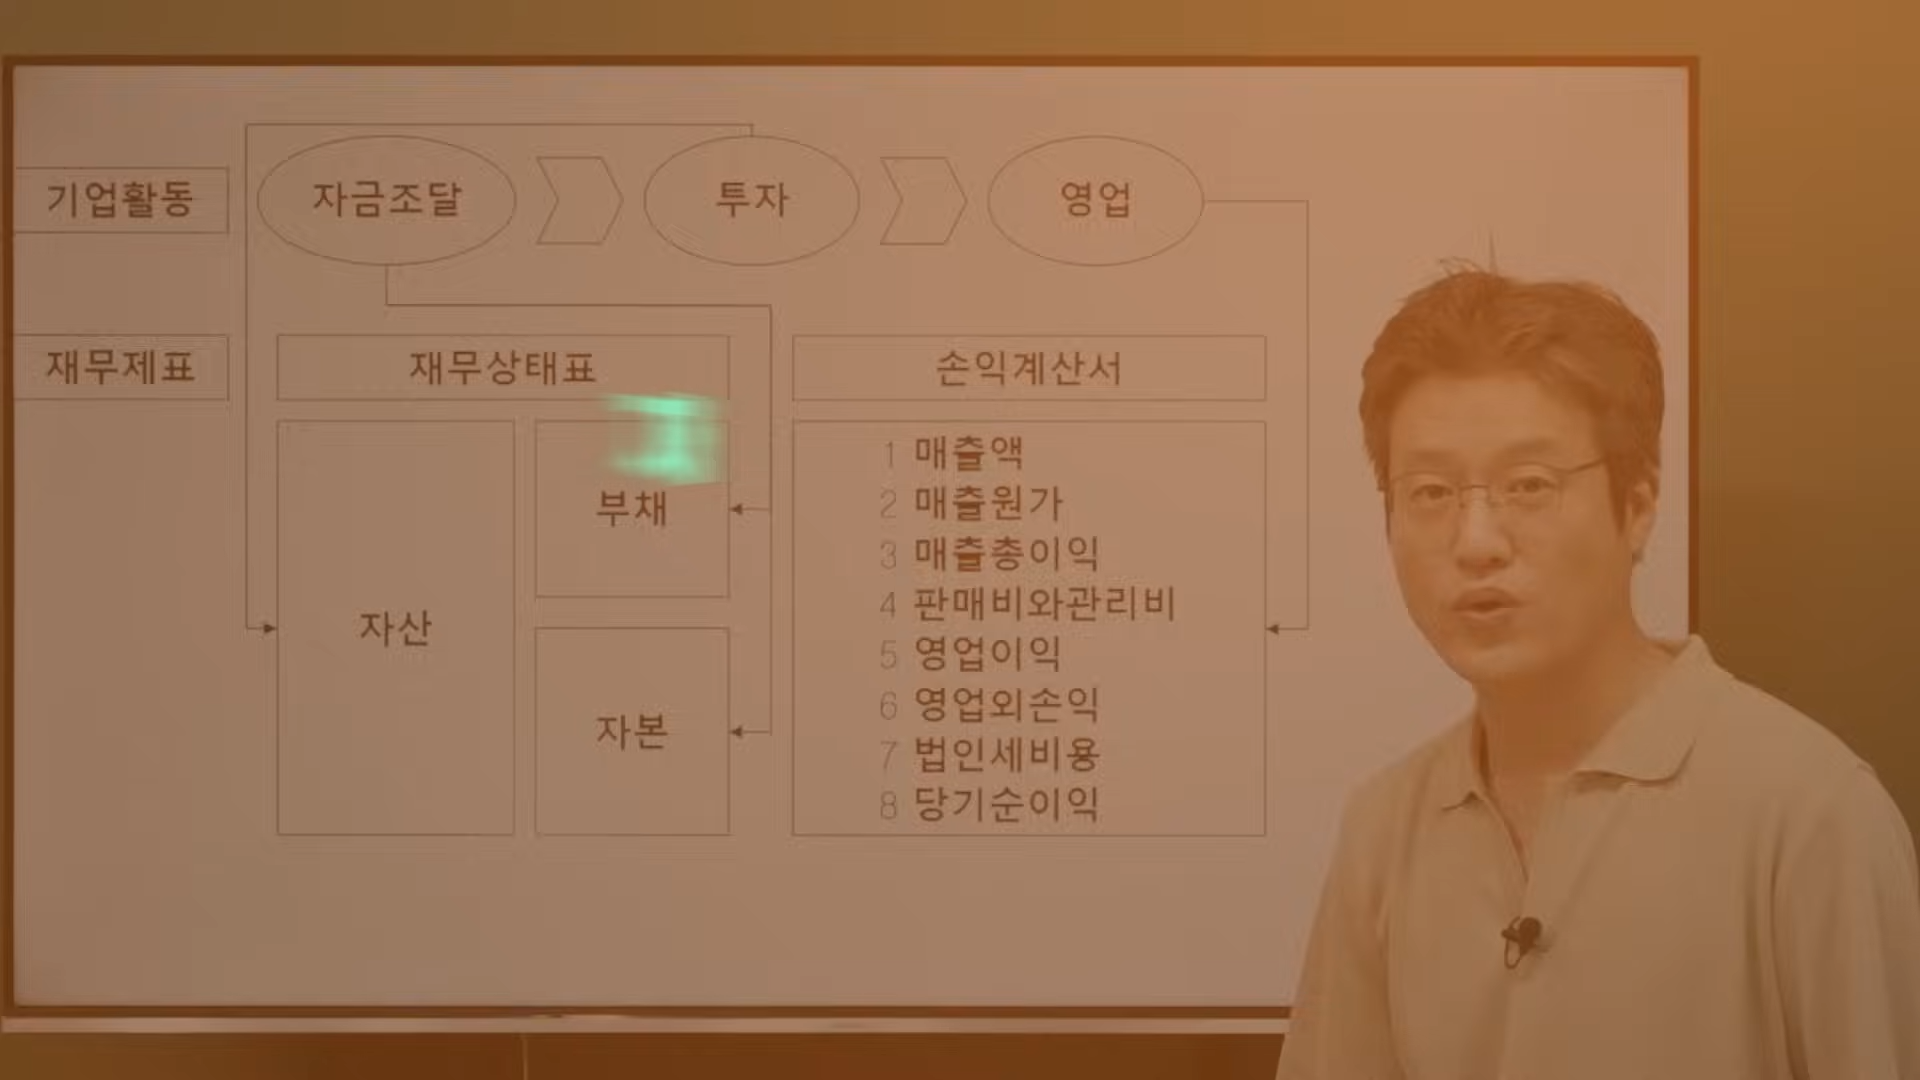 기업활동
자금조달
투자
영업
재무제표
재무상태표
손익계산서
자산
부채
자본
1 매출액
2 매출원가
3 매출총이익
4 판매비와관리비
5 영업이익
6 영업외손익
7 법인세비용
8 당기순이익